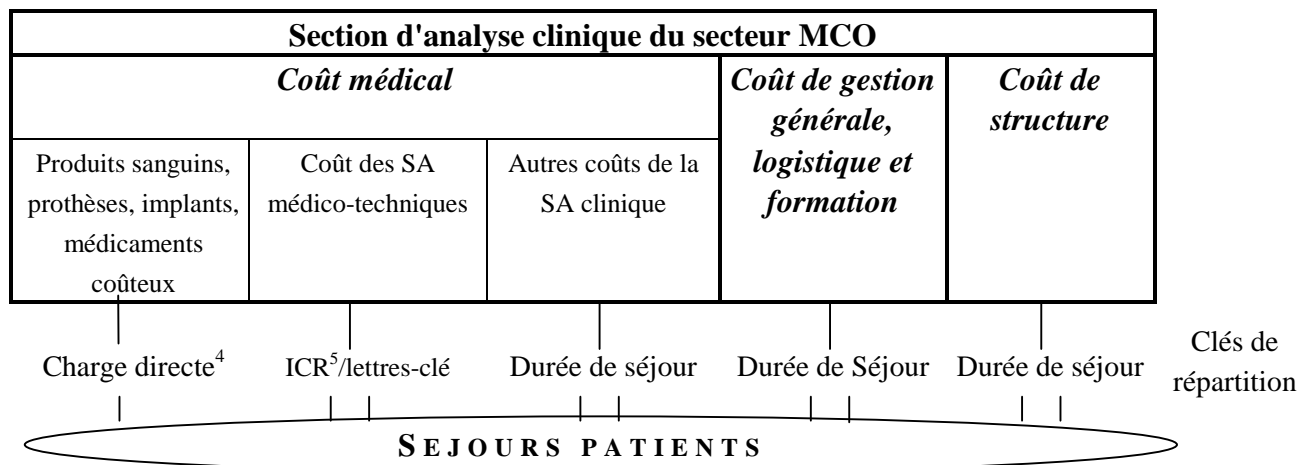 Section d'analyse clinique du secteur MCO
Coût médical
Coût de gestion
générale,
logistique et
formation
Coût de
structure
Produits sanguins,
prothèses, implants,
médicaments
coûteux
Coût des SA
médico-techniques
Autres coûts de la
SA clinique
Charge directe4
ICR5/lettres-clé
Durée de séjour
Durée de Séjour
Durée de séjour
Clés de
répartition
SEJOURS PATIENTS